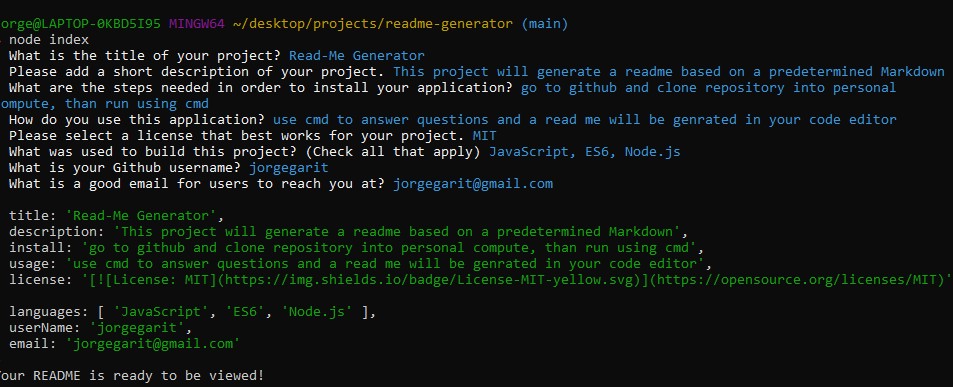 orge@LAPTOP-0KBD5I95 MINGW64 ~/desktop/projects/readme-generator (main)
node index
What is the title of your project? Read-Me Generator
Please add a short description of your project. This project will generate a readme based on a predetermined Markdown
What are the steps needed in order to install your application? go to github and clone repository into personal
ompute, than run using cmd
How do you use this application? use cmd to answer questions and a read me will be genrated in your code editor
Please select a license that best works for your project. MIT
What was used to build this project? (Check all that apply) JavaScript, ES6, Node.js
What is your Github username? jorgegarit
What is a good email for users to reach you at? jorgegarit@gmail.com
title: 'Read-Me Generator',
description: 'This project will generate a readme based on a predetermined Markdown',
install: 'go to github and clone repository into personal compute, than run using cmd',
usage: 'use cmd to answer questions and a read me will be genrated in your code editor',
license: '[![License: MIT](https://img.shields.io/badge/License-MIT-yellow.svg)](https://opensource.org/licenses/MIT)'
languages: [ 'JavaScript', 'ES6', 'Node.js' ],
userName: 'jorgegarit',
email: 'jorgegarit@gmail.com'
our README is ready to be viewed!